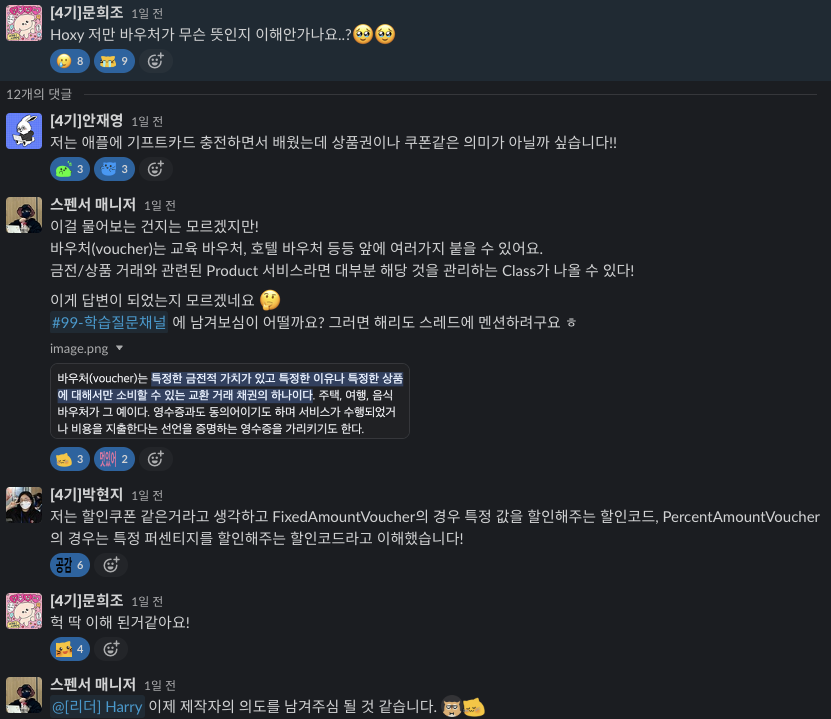 [4기]문희조 1일 전
Hoxy 저만 바우처가 무슨 뜻인지 이해안가나요..?🥹🥹
8 9
12개의 댓글
[4기]안재영 1일 전
저는 애플에 기프트카드 충전하면서 배웠는데 상품권이나 쿠폰같은 의미가 아닐까 싶습니다!!
3 3
스펜서 매니저 1일 전
이걸 물어보는 건지는 모르겠지만!
바우처(voucher)는 교육 바우처, 호텔 바우처 등등 앞에 여러가지 붙을 수 있어요.
금전/상품 거래와 관련된 Product 서비스라면 대부분 해당 것을 관리하는 Class가 나올 수 있다!
이게 답변이 되었는지 모르겠네요 🤔
#99-학습질문채널 에 남겨보심이 어떨까요? 그러면 해리도 스레드에 멘션하려구요 ㅎ
image.png
바우처(voucher)는 특정한 금전적 가치가 있고 특정한 이유나 특정한 상품
에 대해서만 소비할 수 있는 교환 거래 채권의 하나이다. 주택, 여행, 음식
바우처가 그 예이다. 영수증과도 동의어이기도 하며 서비스가 수행되었거
나 비용을 지출한다는 선언을 증명하는 영수증을 가리키기도 한다.
3 2
[4기]박현지 1일 전
저는 할인쿠폰 같은거라고 생각하고 FixedAmountVoucher의 경우 특정 값을 할인해주는 할인코드, PercentAmountVoucher
의 경우는 특정 퍼센티지를 할인해주는 할인코드라고 이해했습니다!
공감 6
[4기]문희조 1일 전
헉 딱 이해 된거같아요!
4
스펜서 매니저 1일 전
@[리더] Harry 이제 제작자의 의도를 남겨주심 될 것 같습니다.